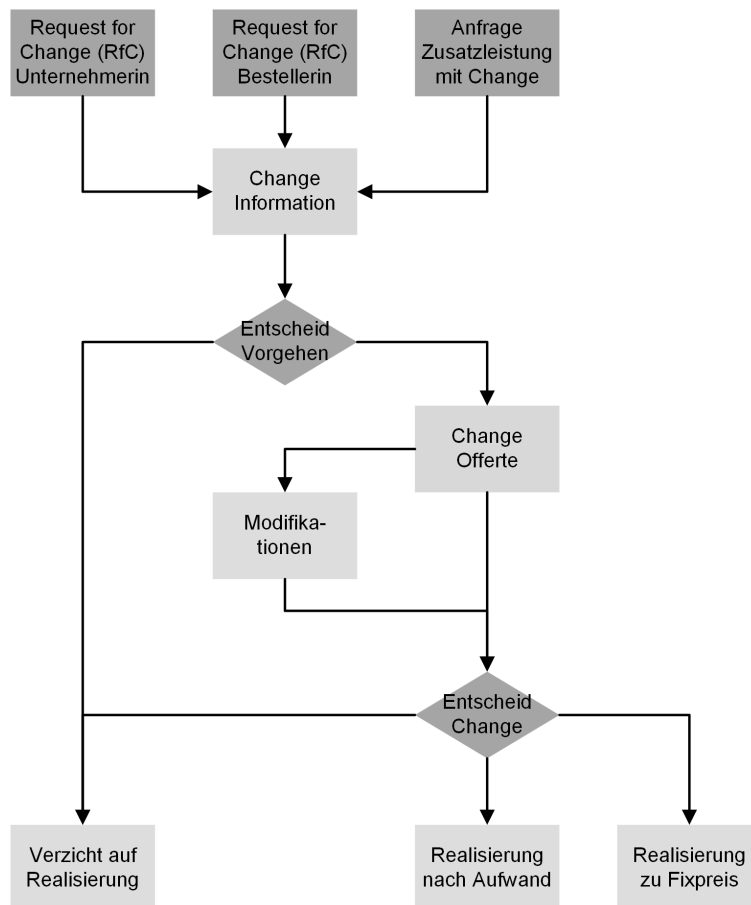 Request for
Change (RfC)
Unternehmerin
Request for
Change (RfC)
Bestellerin
Anfrage
Zusatzleistung
mit Change
Change
Information
Entscheid
Vorgehen
Change
Offerte
Modifika-
tionen
Entscheid
Change
Verzicht auf
Realisierung
Realisierung
nach Aufwand
Realisierung
zu Fixpreis